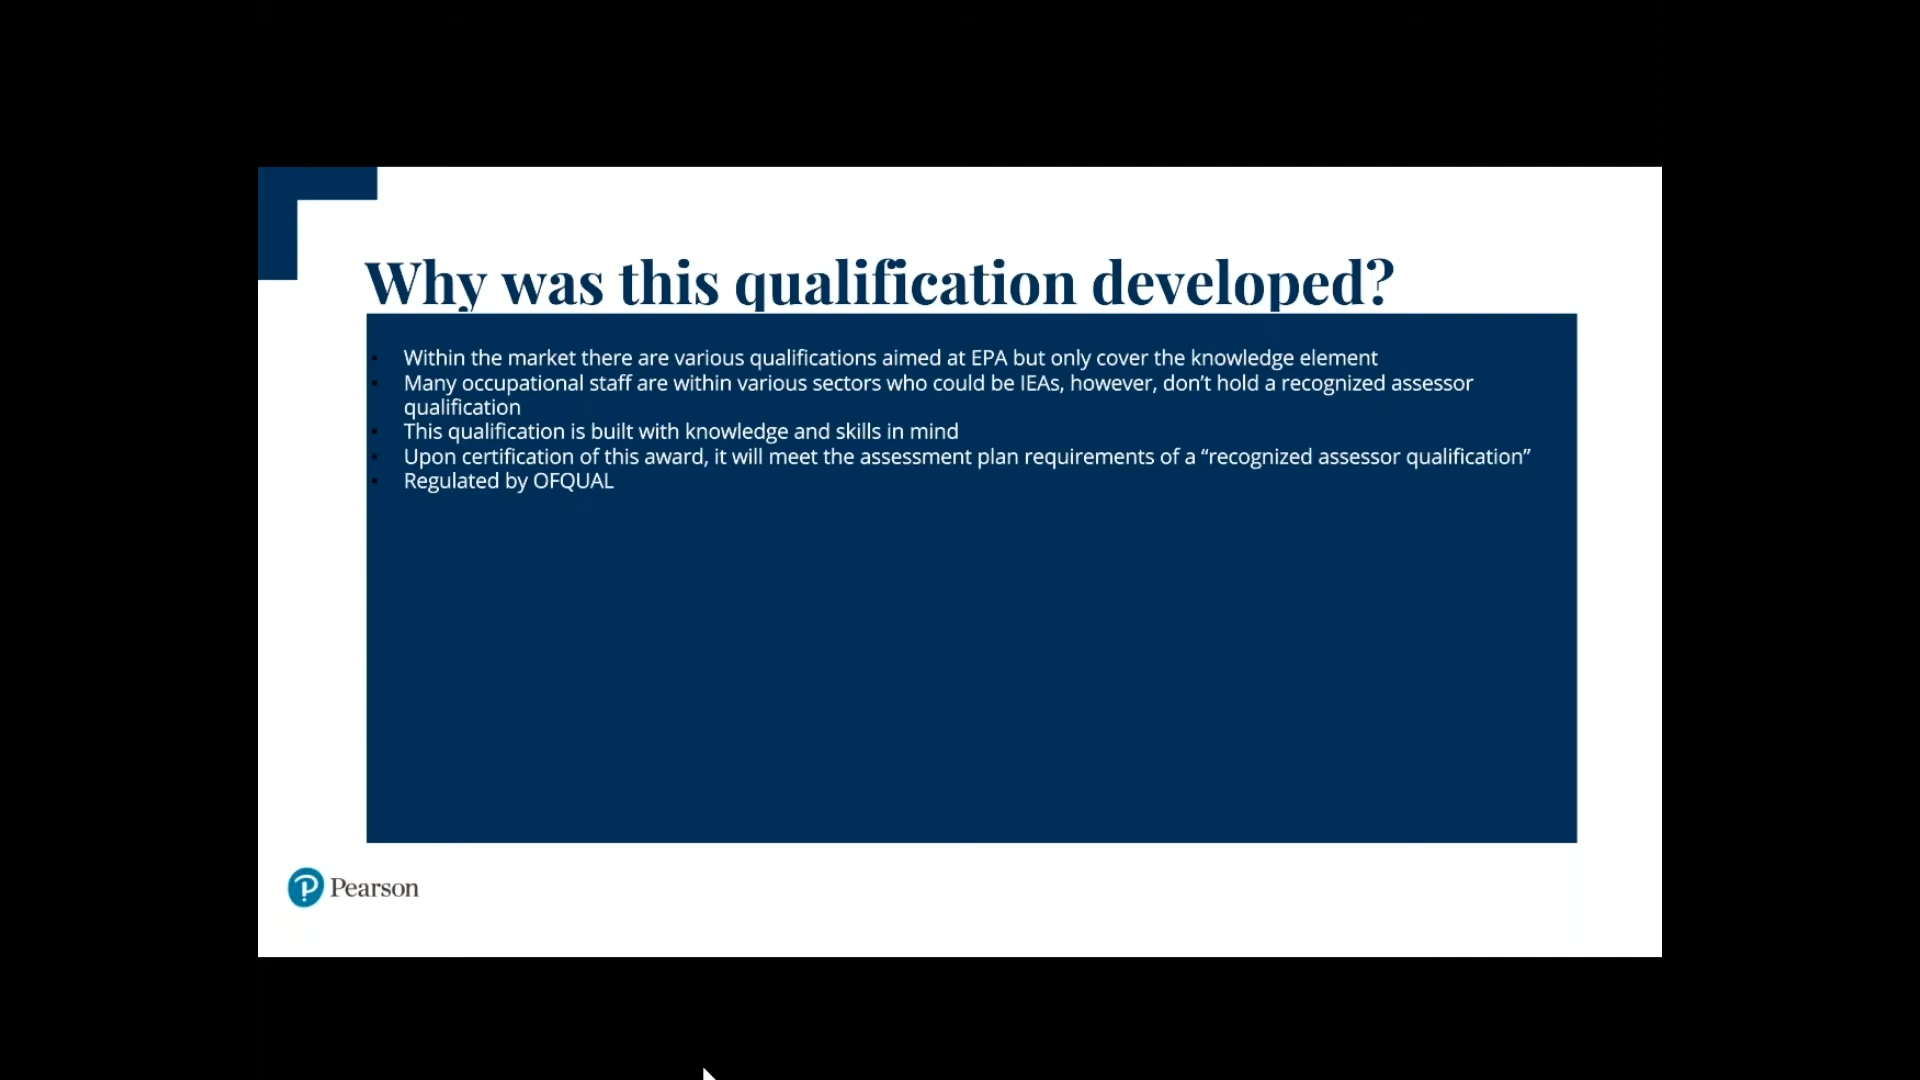 Why was this qualification developed?
Within the market there are various qualifications aimed at EPA but only cover the knowledge element
Many occupational staff are within various sectors who could be IEAs, however, don’t hold a recognized assessor
qualification
This qualification is built with knowledge and skills in mind
Upon certification of this award, it will meet the assessment plan requirements of a “recognized assessor qualification”
Regulated by OFQUAL
Pearson